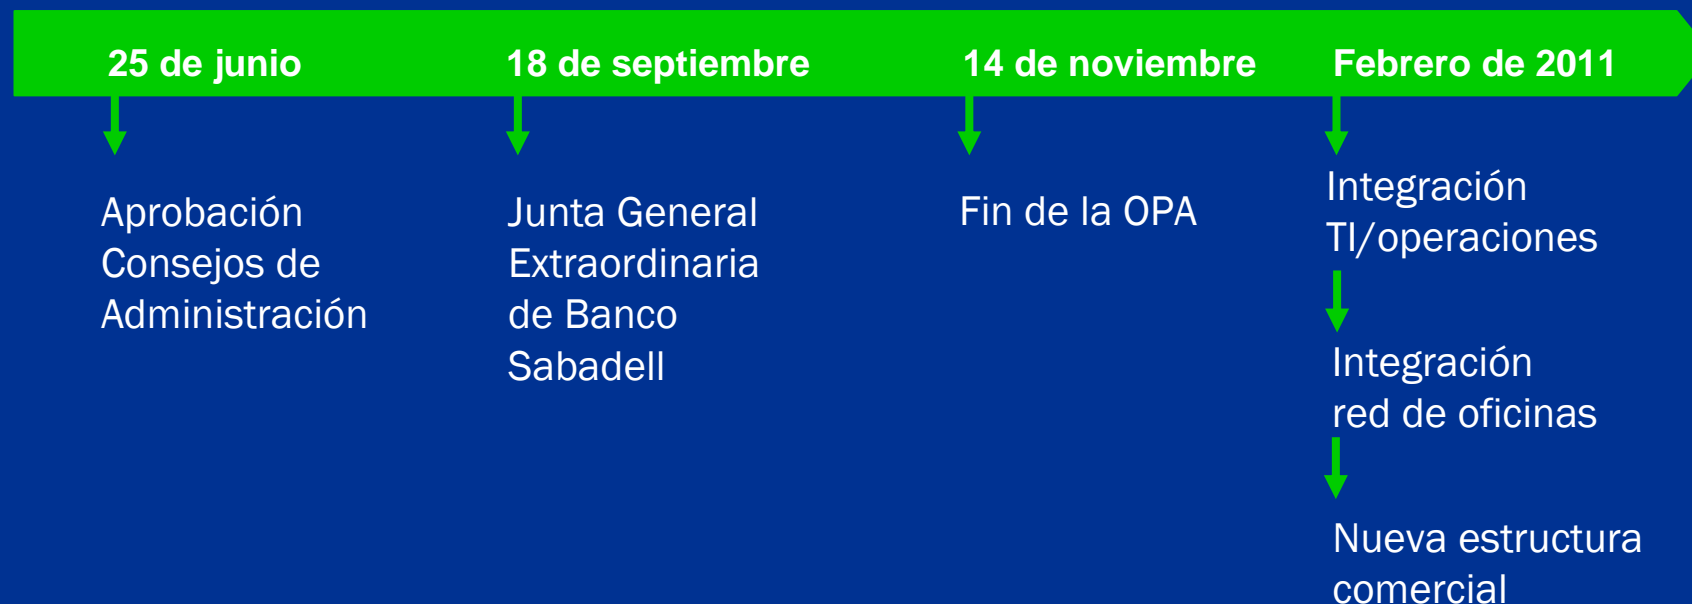 25 de junio
18 de septiembre
14 de noviembre
Febrero de 2011
Aprobación
Consejos de
Administración
Junta General
Extraordinaria
de Banco
Sabadell
Fin de la OPA
Integración
TI/operaciones
Integración
red de oficinas
Nueva estructura
comercial